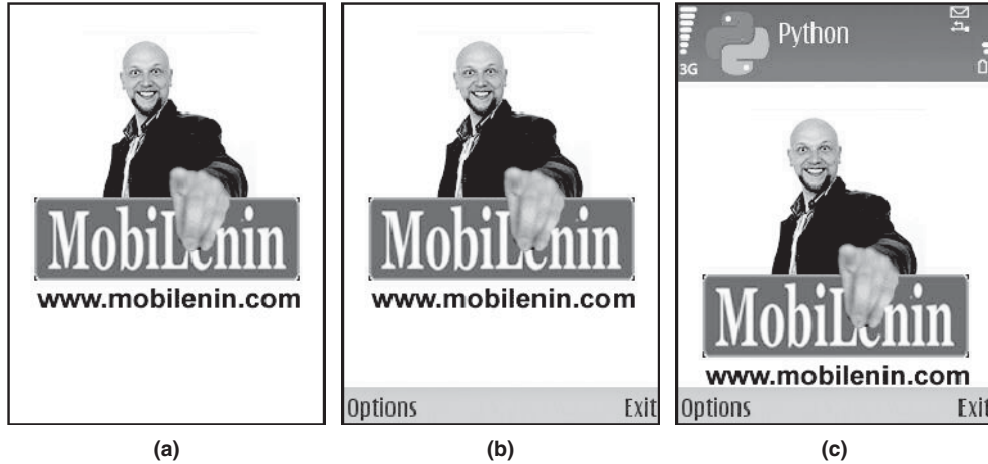 MobiLenin
www.mobilenin.com
(a)
MobiLenin
www.mobilenin.com
Options Exit
(b)
3G Python
MobiLenin
www.mobilenin.com
Options Exit
(c)